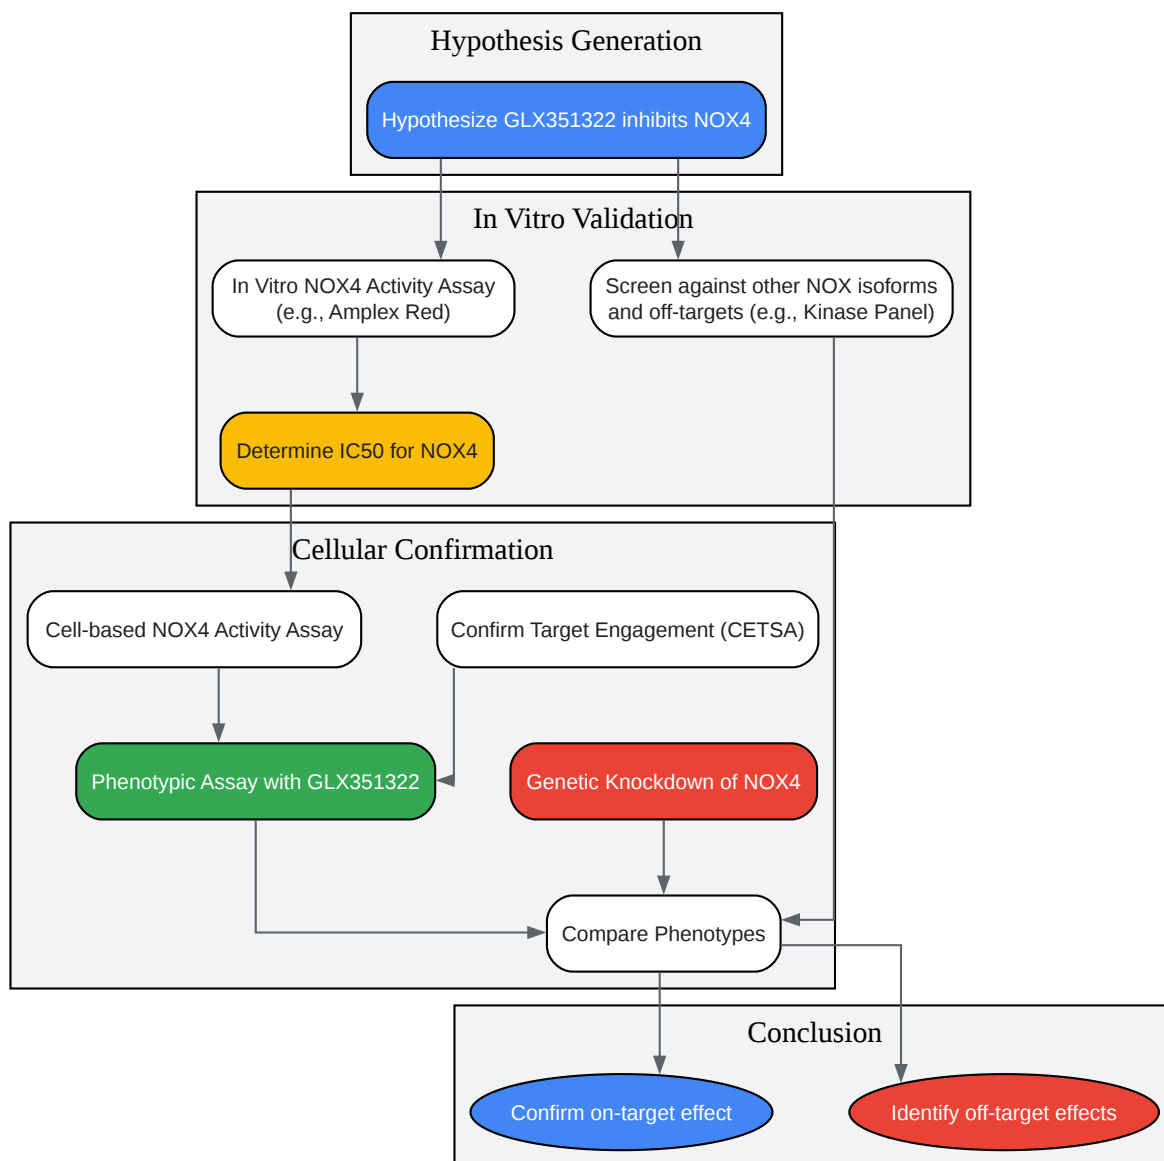 Hypothesis Generation
Hypothesize GLX351322 inhibits NOX4
In Vitro Validation
In Vitro NOX4 Activity Assay
(e.g., Amplex Red)
Screen against other NOX isoforms
and off-targets (e.g., Kinase Panel)
Determine IC50 for NOX4
Cellular Confirmation
Cell-based NOX4 Activity Assay
Confirm Target Engagement (CETSA)
Phenotypic Assay with GLX351322
Genetic Knockdown of NOX4
Compare Phenotypes
Conclusion
Confirm on-target effect
Identify off-target effects